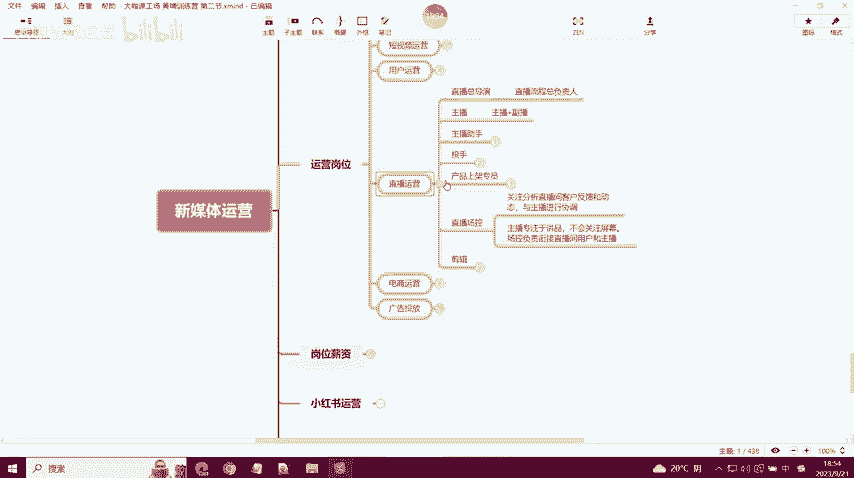 文件 编辑 插入 查看 帮助 大咖源工场 黄埔训练营 第二节.xmind - 已编辑
思维导图 大纲 bilibili 主题 子主题 联系 概要 外框 笔记 ZEN 分享 图标 格式
短视频运营
用户运营
直播总导演 直播流程总负责人
主播 主播+副播
主播助手
运营岗位
投手
直播运营
产品上架专员
关注分析直播间客户反馈和动
态，与主播进行协调
新媒体运营
直播场控
主播专注于讲品，不会关注屏幕。
场控负责衔接直播间用户和主播
剪辑
电商运营
广告投放
岗位薪资
小红书运营
主题: 1 / 438 100%
搜索 20°C 阴 中 18:54
2023/9/21